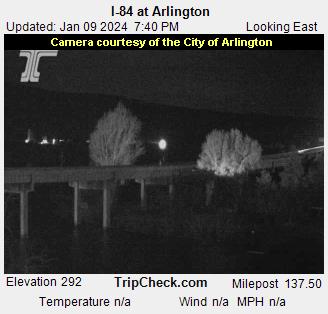 I-84 at Arlington
Updated: Jan 09 2024 7:40 PM Looking East
Camera courtesy of the City of Arlington
Elevation 292 TripCheck.com Milepost 137.50
Temperature n/a Wind n/a MPH n/a